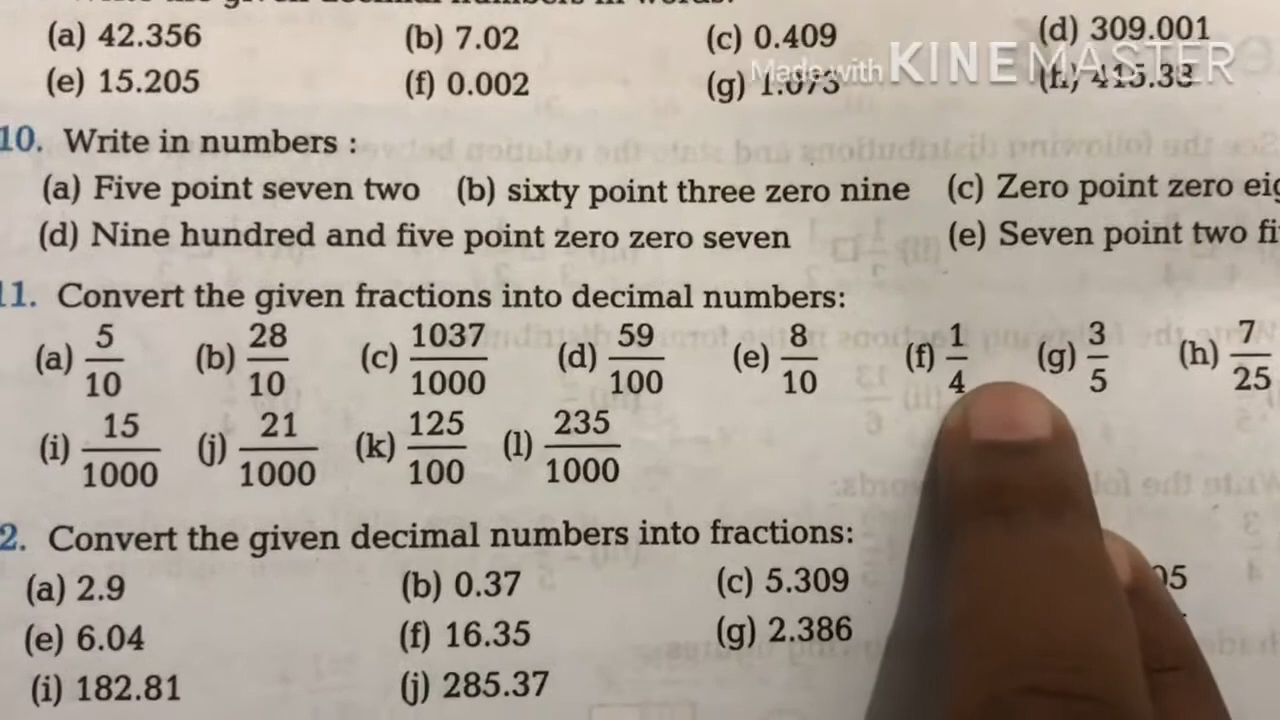 (a) 42.356 (b) 7.02 (c) 0.409 (d) 309.001
Made with KINEMASTER
(e) 15.205 (f) 0.002 (g) 1.073 (h) 415.38
10. Write in numbers :
(a) Five point seven two (b) sixty point three zero nine (c) Zero point zero
(d) Nine hundred and five point zero zero seven (e) Seven point two
11. Convert the given fractions into decimal numbers:
(a) 5/10 (b) 28/10 (c) 1037/1000 (d) 59/100 (e) 8/10 (f) 1/4 (g) 3/5 (h) 7/25
(i) 15/1000 (j) 21/1000 (k) 125/100 (l) 235/1000
2. Convert the given decimal numbers into fractions:
(a) 2.9 (b) 0.37 (c) 5.309
(e) 6.04 (f) 16.35 (g) 2.386
(i) 182.81 (j) 285.37